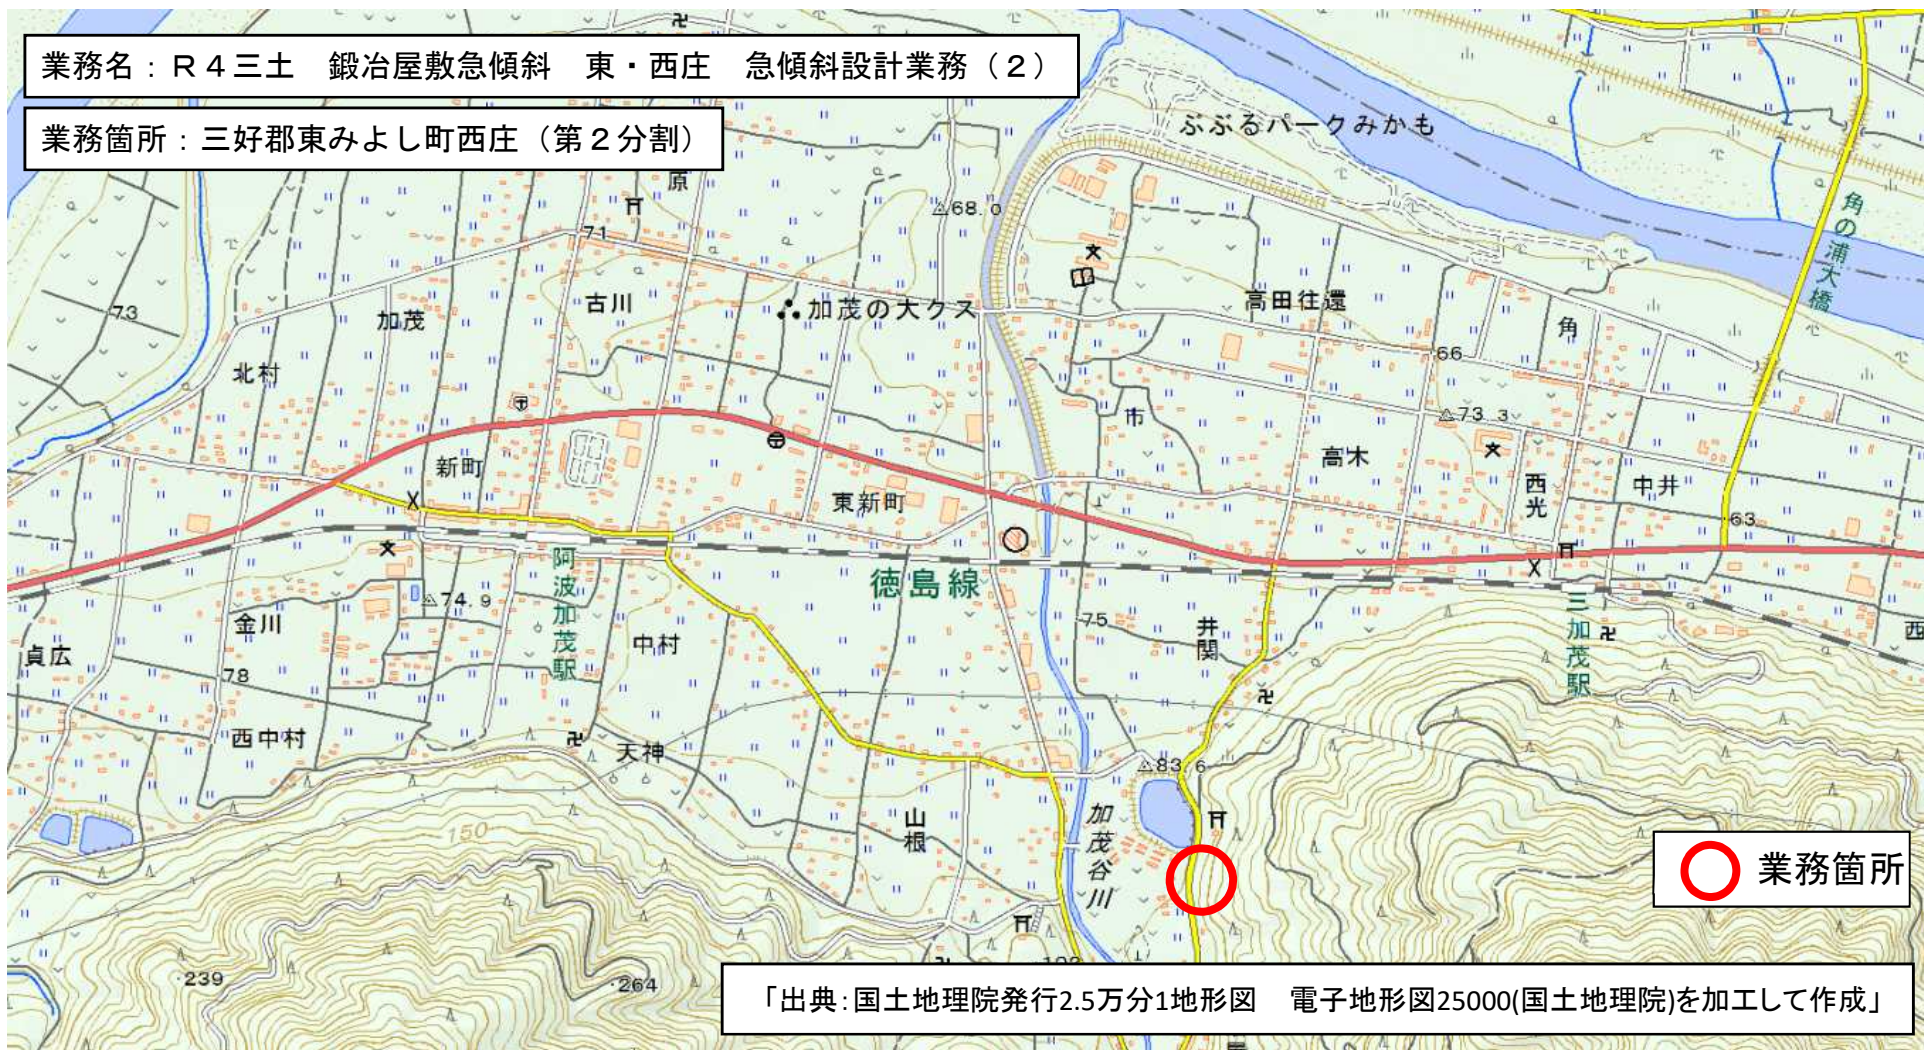 業務名：Ｒ４三土　鍛冶屋敷急傾斜　東・西庄　急傾斜設計業務（２）
業務箇所：三好郡東みよし町西庄（第２分割）
ぶぶるパークみかも
原
68.0
71
角の浦大橋
73
加茂
古川
加茂の大クス
高田往還
角
66
北村
市
73.3
新町
高木
東新町
西光
中井
63
阿波加茂駅
徳島線
74.9
金川
中村
75
井関
三加茂駅
西
貞広
78
西中村
天神
83.6
150
山根
加茂谷川
業務箇所
239
264
「出典：国土地理院発行2.5万分1地形図　電子地形図25000(国土地理院)を加工して作成」